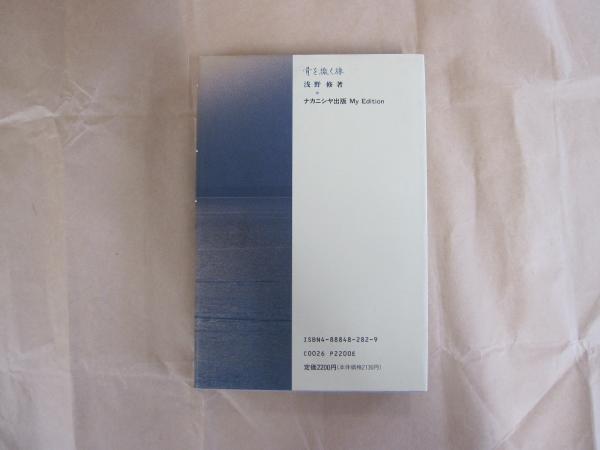 骨を撒く旅
浅野 修 著
ナカニシヤ出版 My Edition
ISBN4-88848-282-9
C0026 P2200E
定価2200円(本体価格2136円)